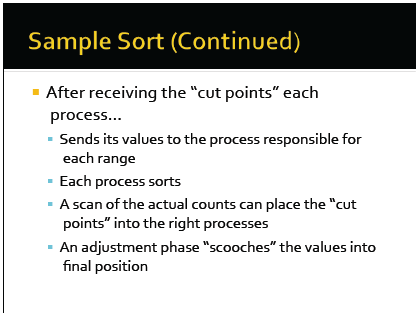 Sample Sort (Continued)
After receiving the “cut points” each
process…
Sends its values to the process responsible for
each range
Each process sorts
A scan of the actual counts can place the “cut
points” into the right processes
An adjustment phase “scooches” the values into
final position